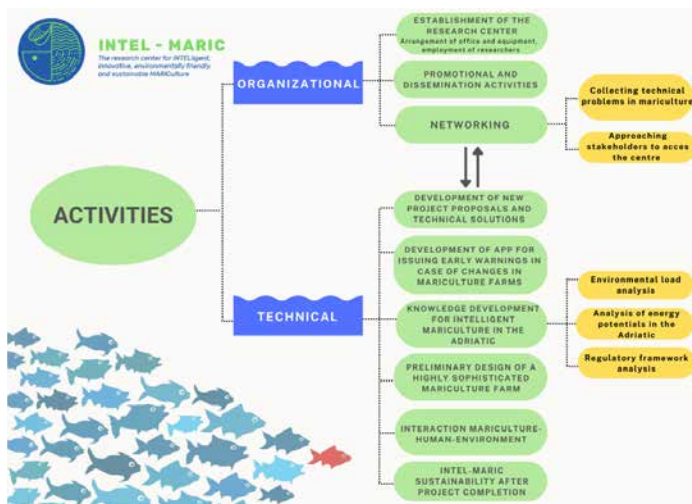 INTEL - MARIC
The research center for INTELligent,
innovative, environmentally friendly
and sustainable MARICulture
ACTIVITIES
ORGANIZATIONAL
ESTABLISHMENT OF THE
RESEARCH CENTER
Arrangement of office and equipment,
employment of researchers
PROMOTIONAL AND
DISSEMINATION ACTIVITIES
NETWORKING
Collecting technical
problems in mariculture
Approaching
stakeholders to acces
the centre
TECHNICAL
DEVELOPMENT OF NEW
PROJECT PROPOSALS AND
TECHNICAL SOLUTIONS
DEVELOPMENT OF APP FOR
ISSUING EARLY WARNINGS IN
CASE OF CHANGES IN
MARICULTURE FARMS
KNOWLEDGE DEVELOPMENT
FOR INTELLIGENT
MARICULTURE IN THE
ADRIATIC
Environmental load
analysis
Analysis of energy
potentials in the
Adriatic
Regulatory framework
analysis
PRELIMINARY DESIGN OF A
HIGHLY SOPHISTICATED
MARICULTURE FARM
INTERACTION MARICULTURE-
HUMAN-ENVIRONMENT
INTEL-MARIC
SUSTAINABILITY AFTER
PROJECT COMPLETION